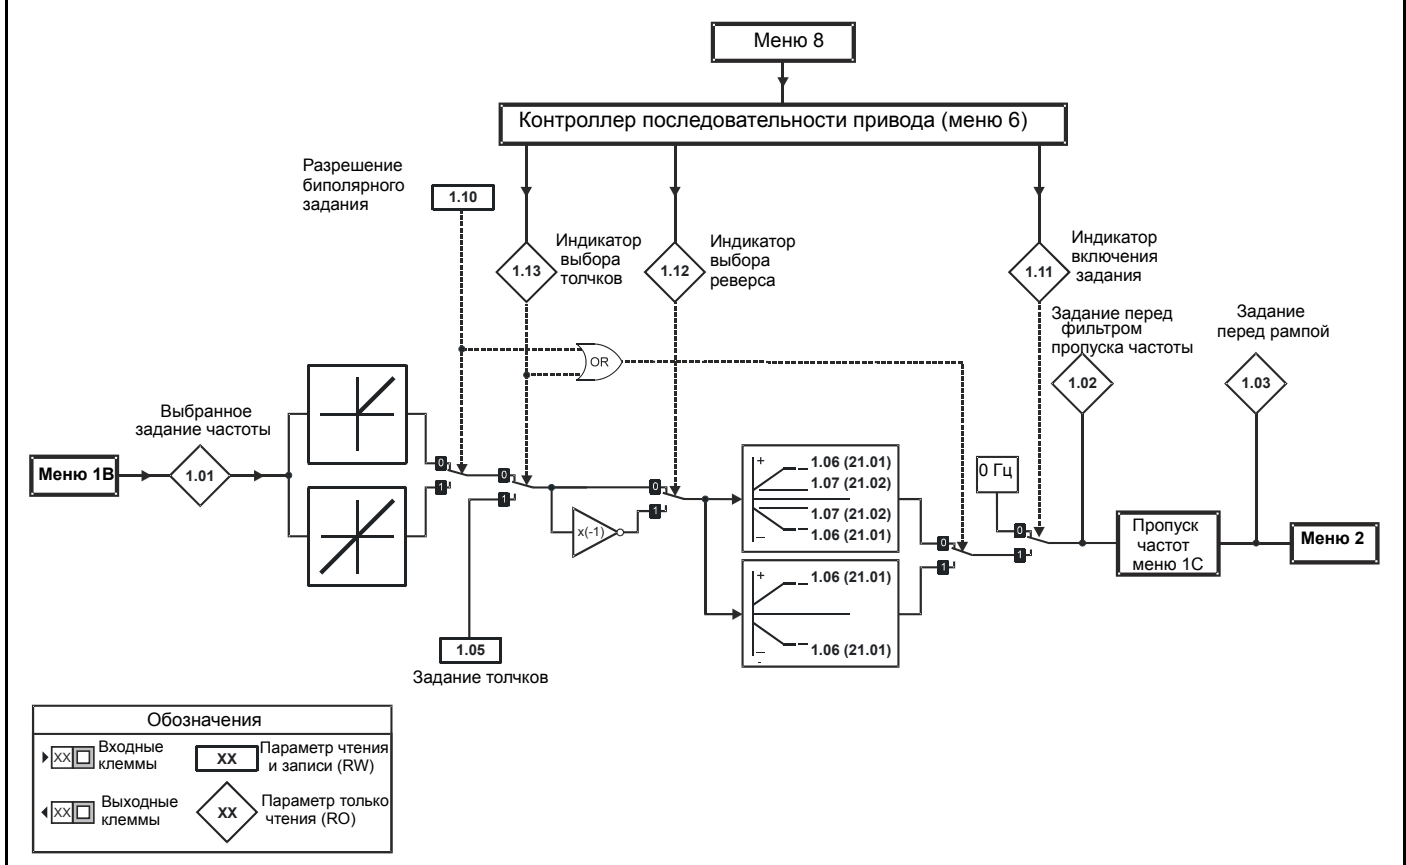 Меню 8
Контроллер последовательности привода (меню 6)
Разрешение
биполярного
задания
1.10
1.13
Индикатор
выбора
толчков
1.12
Индикатор
выбора
реверса
1.11
Индикатор
включения
задания
Задание перед
фильтром
пропуска частоты
1.02
Задание
перед рампой
1.03
OR
Выбранное
задание частоты
Меню 1В
1.01
0
1
0
1
x(-1)
0
1
+
1.06 (21.01)
1.07 (21.02)
1.07 (21.02)
1.06 (21.01)
_
+
1.06 (21.01)
1.06 (21.01)
_
-
0
1
0 Гц
0
1
Пропуск
частот
меню 1С
Меню 2
1.05
Задание толчков
Обозначения
XX
Входные
клеммы
XX
Параметр чтения
и записи (RW)
XX
Выходные
клеммы
XX
Параметр только
чтения (RO)